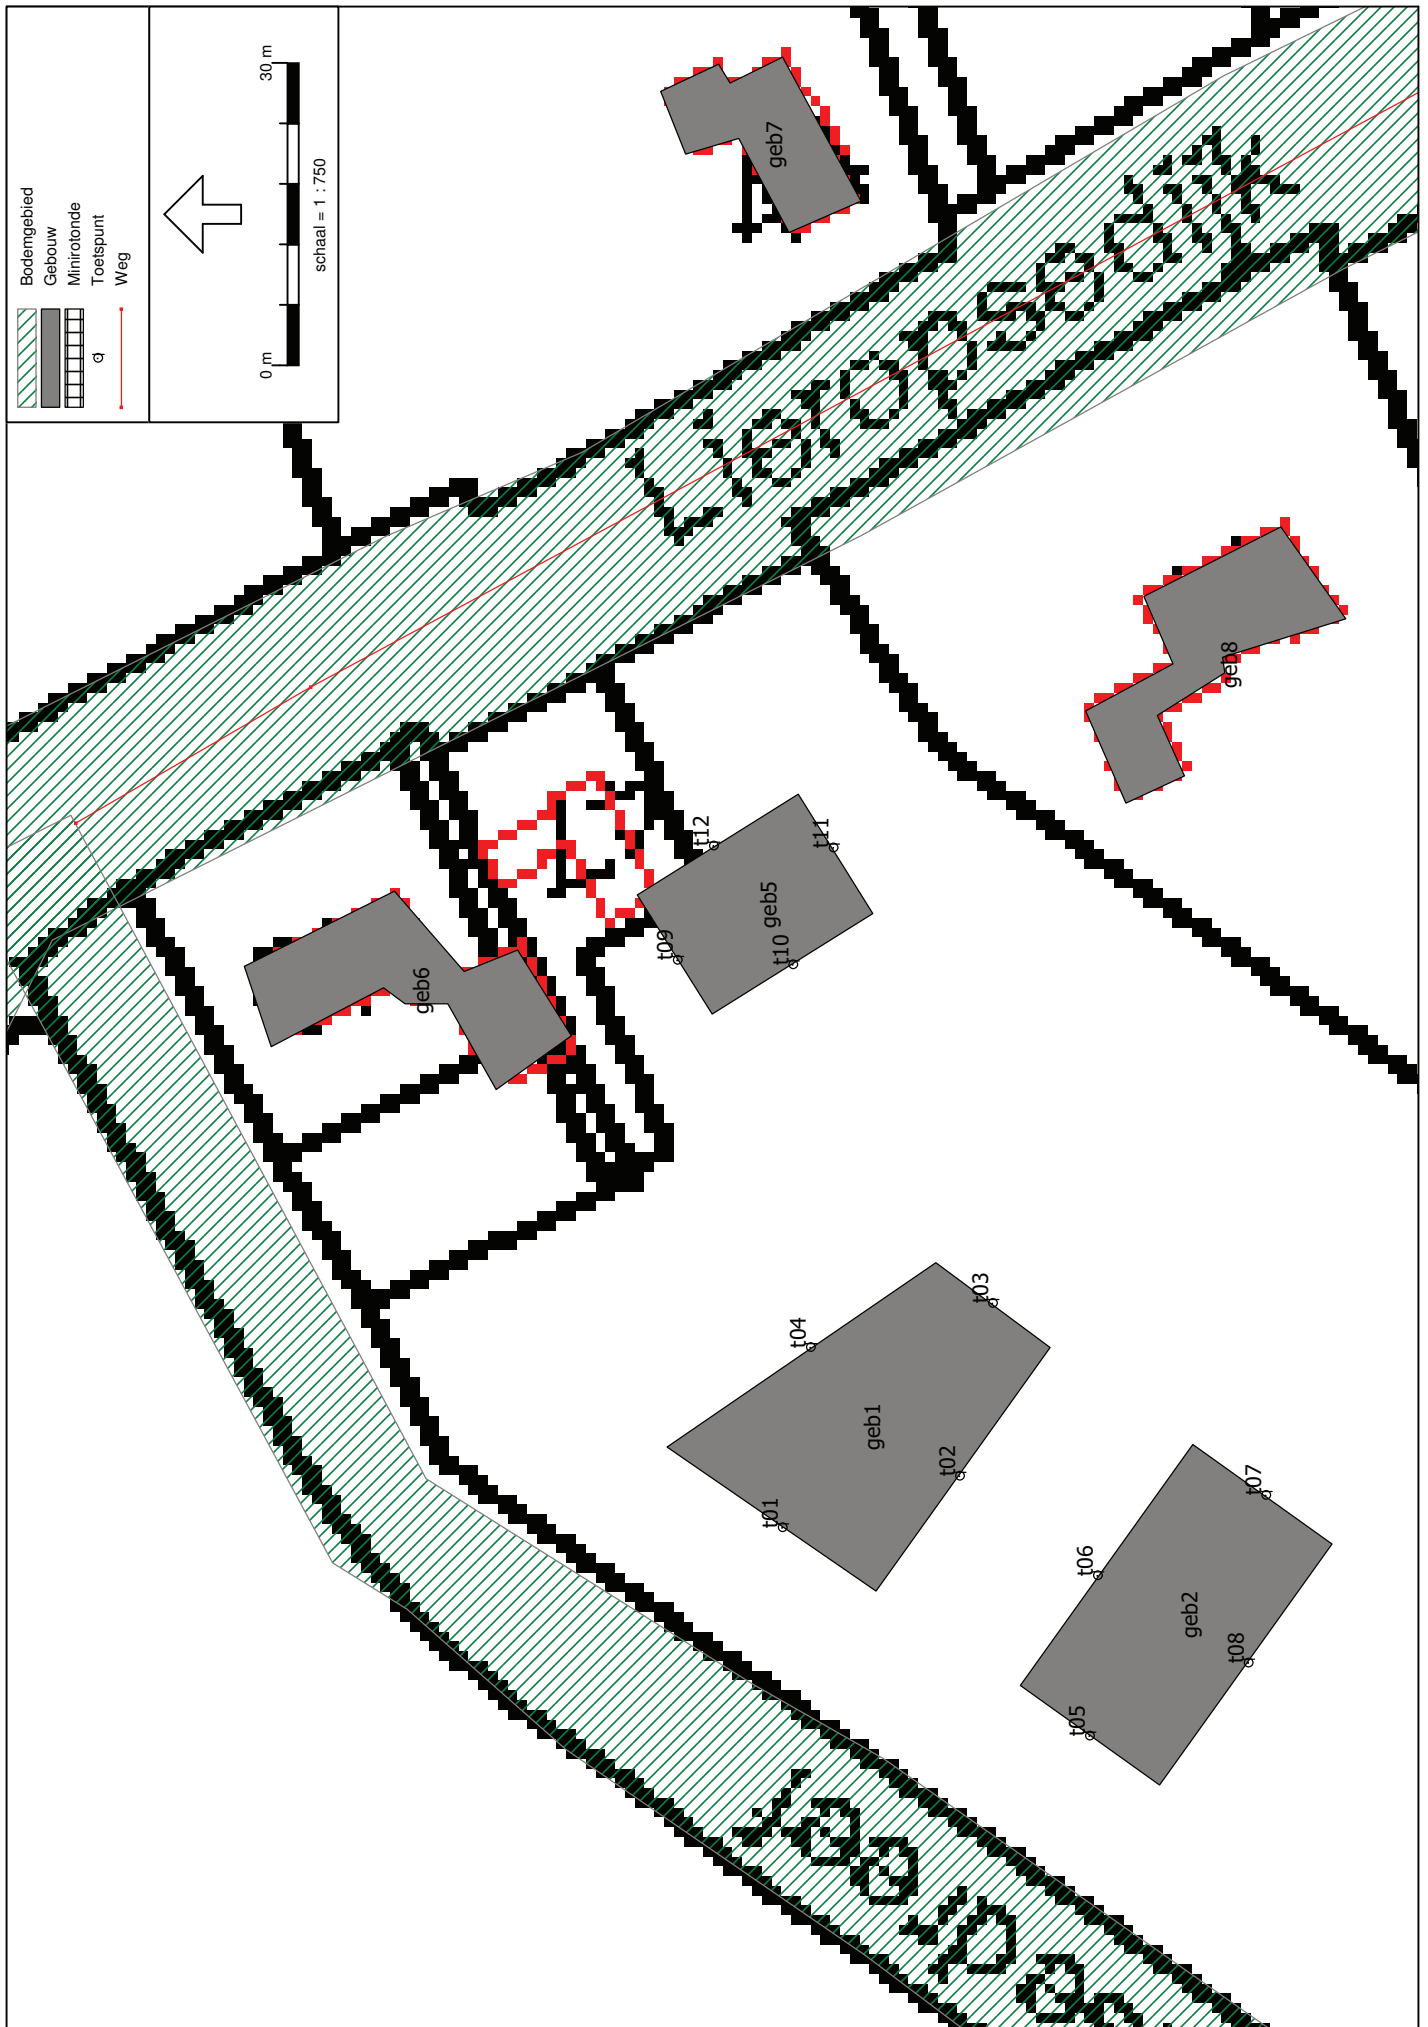 Bodemgebied
Gebouw
Minirotonde
Toetspunt
Weg
0 m
30 m
schaal = 1 : 750
geb7
Lieropsedijk
geb8
t12
t11
geb5
t09
t10
geb6
t03
t04
geb1
t02
t01
t07
t06
geb2
t08
t05